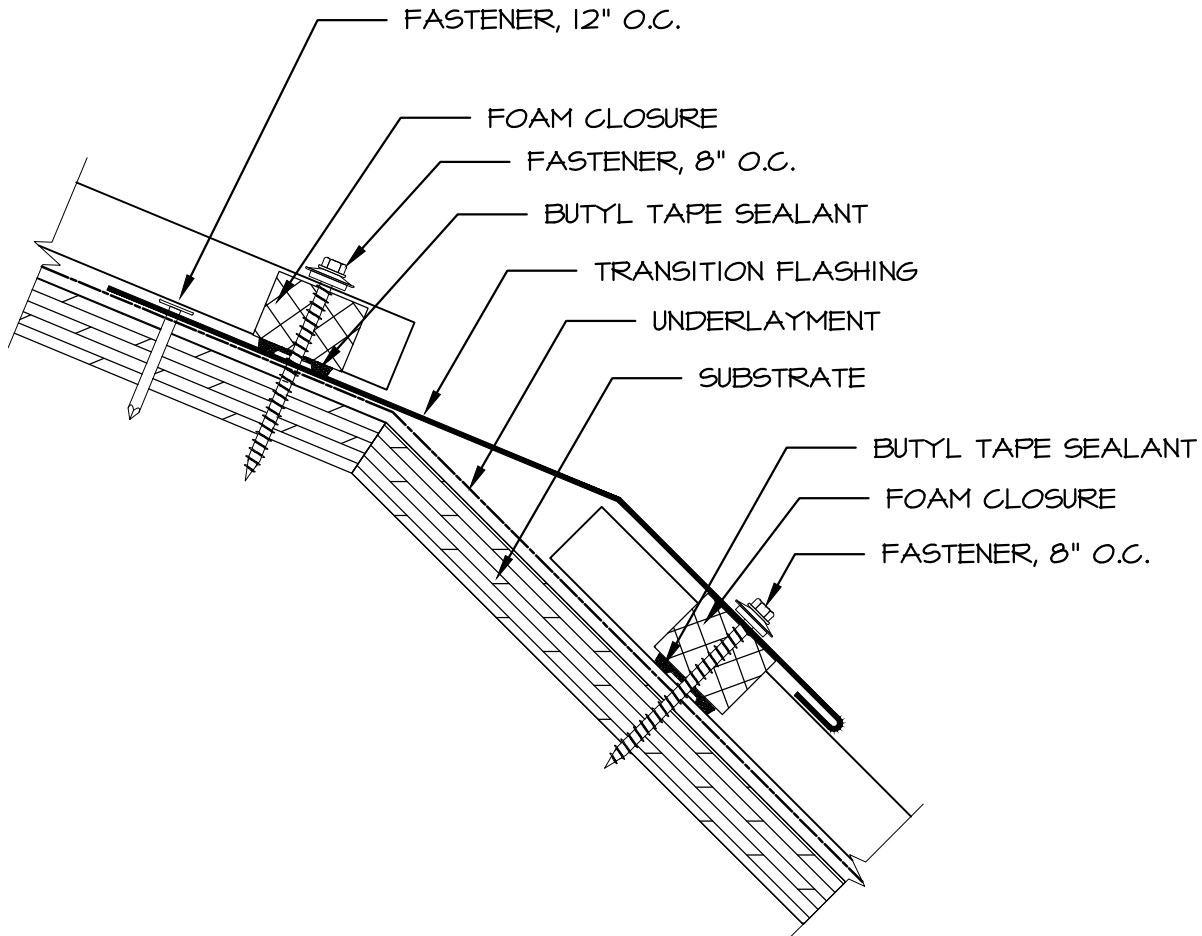 FASTENER, 12" O.C.
FOAM CLOSURE
FASTENER, 8" O.C.
BUTYL TAPE SEALANT
TRANSITION FLASHING
UNDERLAYMENT
SUBSTRATE
BUTYL TAPE SEALANT
FOAM CLOSURE
FASTENER, 8" O.C.